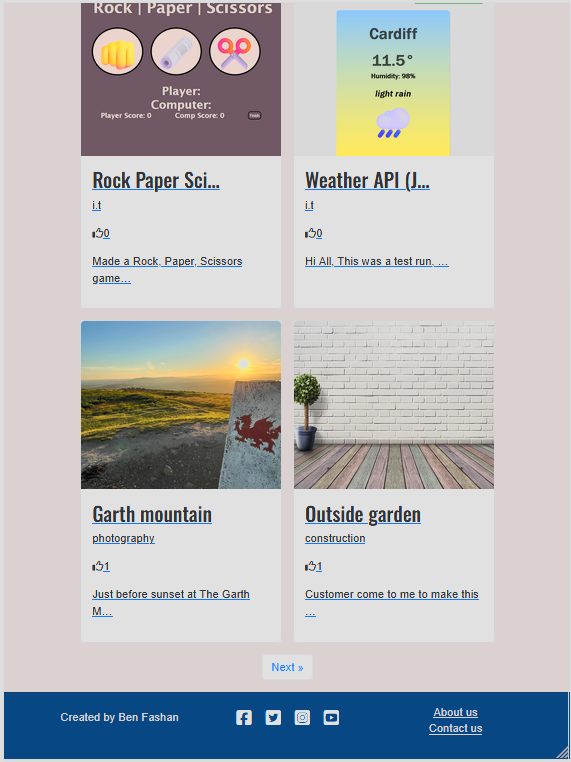 Rock | Paper | Scissors
Player:
Computer:
Player Score: 0
Comp Score: 0
Cardiff
11.5°
Humidity: 98%
light rain
Rock Paper Sci...
i.t
0
Made a Rock, Paper, Scissors
game…
Weather API (J...
i.t
0
Hi All, This was a test run, …
Garth mountain
photography
1
Just before sunset at The Garth
M…
Outside garden
construction
1
Customer come to me to make this
…
Next »
Created by Ben Fashan
About us
Contact us